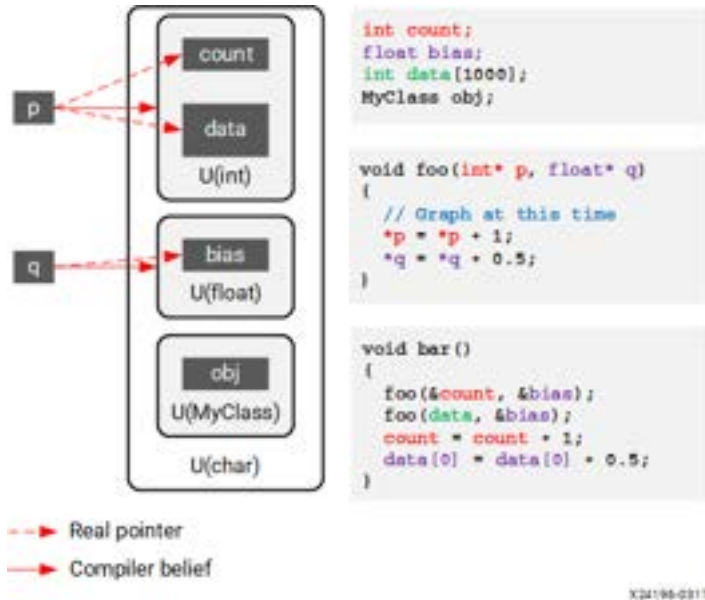 count
data
U(int)
p
bias
U(float)
q
obj
U(MyClass)
U(char)
int count;
float bias;
int data[1000];
MyClass obj;
void foo(int* p, float* q)
{
// Graph at this time
*p = *p + 1;
*q = *q + 0.5;
}
void bar()
{
foo(&count, &bias);
foo(data, &bias);
count = count + 1;
data[0] = data[0] + 0.5;
}
Real pointer
Compiler belief